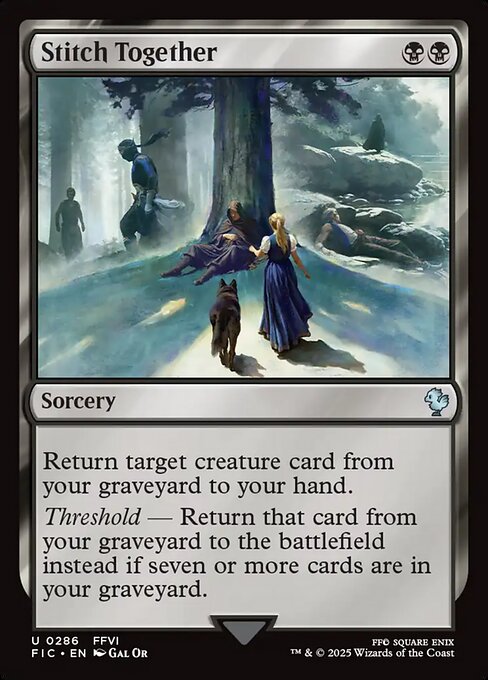 Stitch Together
Sorcery
Return target creature card from
your graveyard to your hand.
Threshold — Return that card from
your graveyard to the battlefield
instead if seven or more cards are in
your graveyard.
U 0286 FFVI
FIC • EN Gal Or
FF© SQUARE ENIX
™ & © 2025 Wizards of the Coast